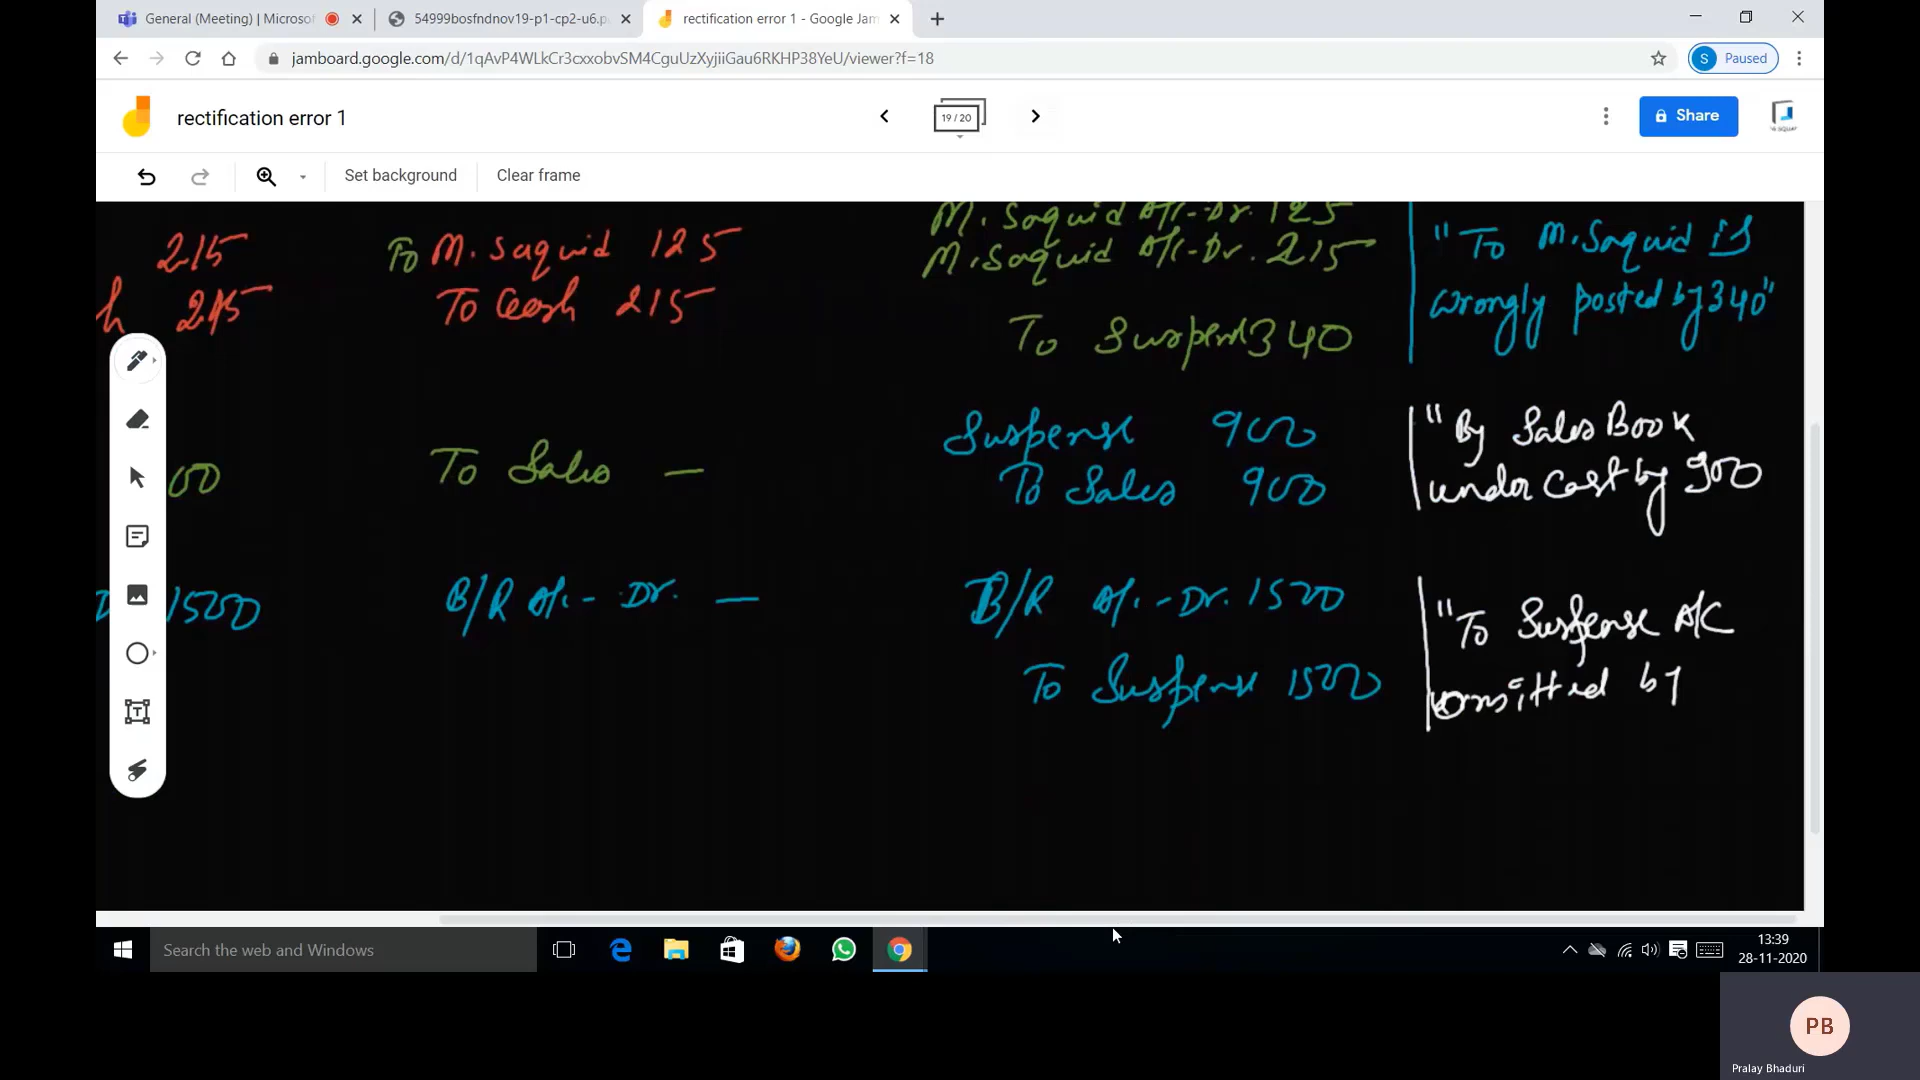 General (Meeting) | Microsof
54999bosfndnov19-p1-cp2-u6.p
rectification error 1 - Google Jam
jamboard.google.com/d/1qAvP4WLkCr3cxxobvSM4CguUzXyjiiGau6RKHP38YeU/viewer?f=18
S Paused
rectification error 1
19 / 20
Share
Set background
Clear frame
M. Saquid A/c-Dr. 125
215 To M. Saquid 125 M. Saquid A/c-Dr. 215 "To M. Saquid is
h 215 To Cash 215 wrongly posted by 340"
To Suspens 340
Suspense 900 "By Sales Book
00 To Sales — To Sales 900 under cast by 900
1500 B/R A/c - Dr. — B/R A/c - Dr. 1500 "To Suspense A/C
To Suspense 1500 omitted by
T
Search the web and Windows
13:39
28-11-2020
PB
Pralay Bhaduri